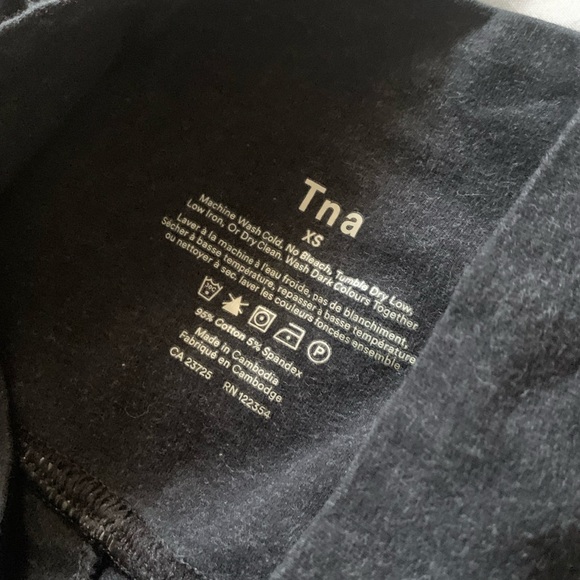 Tna
XS
Machine Wash Cold, No Bleach, Tumble Dry Low,
Low Iron, Or Dry Clean, Wash Dark Colours Together.
Laver à la machine à l'eau froide, pas de blanchiment,
Sécher à basse température, repasser à basse température
ou nettoyer à sec, laver les couleurs foncées ensemble.
P
95% Cotton 5% Spandex
Made in Cambodia
Fabriqué en Cambodge
CA 23725 RN 122354